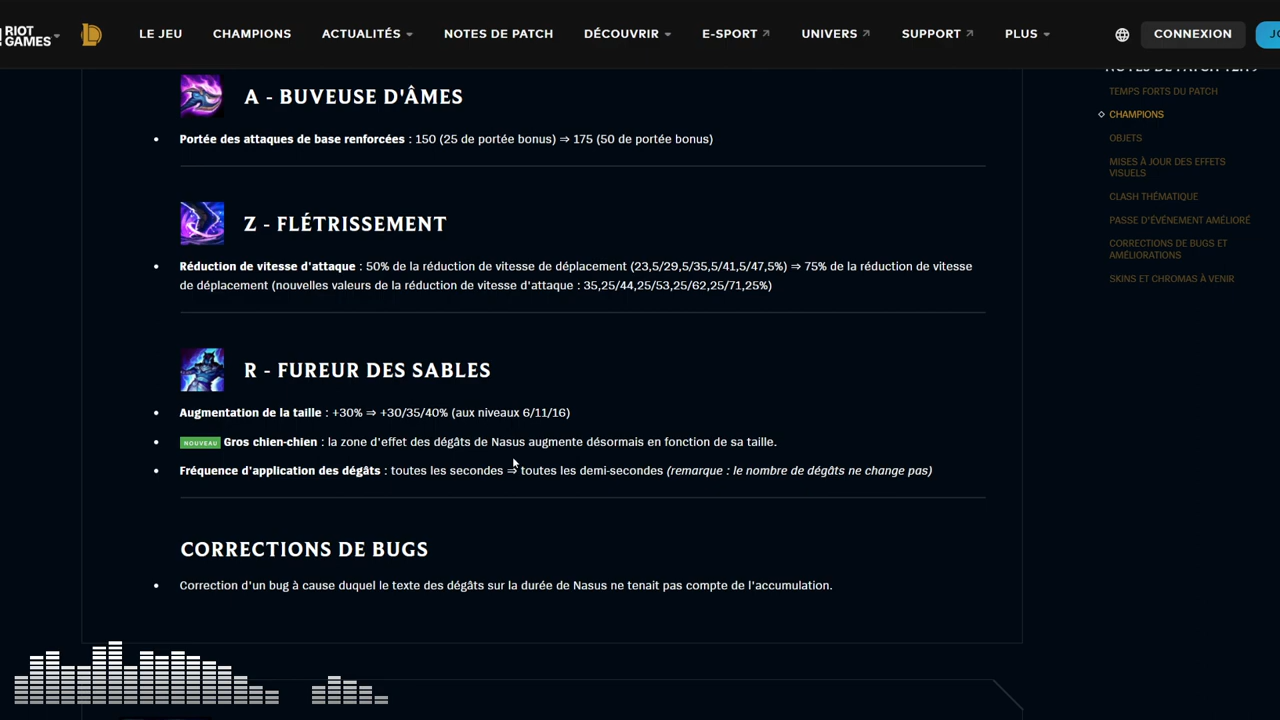 RIOT GAMES
LE JEU
CHAMPIONS
ACTUALITÉS
NOTES DE PATCH
DÉCOUVRIR
E-SPORT
UNIVERS
SUPPORT
PLUS
CONNEXION
A - BUVEUSE D'ÂMES
• Portée des attaques de base renforcées : 150 (25 de portée bonus) ⇒ 175 (50 de portée bonus)
Z - FLÉTRISSEMENT
• Réduction de vitesse d'attaque : 50% de la réduction de vitesse de déplacement (23,5/29,5/35,5/41,5/47,5%) ⇒ 75% de la réduction de vitesse
de déplacement (nouvelles valeurs de la réduction de vitesse d'attaque : 35,25/44,25/53,25/62,25/71,25%)
R - FUREUR DES SABLES
• Augmentation de la taille : +30% ⇒ +30/35/40% (aux niveaux 6/11/16)
• NOUVEAU Gros chien-chien : la zone d'effet des dégâts de Nasus augmente désormais en fonction de sa taille.
• Fréquence d'application des dégâts : toutes les secondes ⇒ toutes les demi-secondes (remarque : le nombre de dégâts ne change pas)
CORRECTIONS DE BUGS
• Correction d'un bug à cause duquel le texte des dégâts sur la durée de Nasus ne tenait pas compte de l'accumulation.
TEMPS FORTS DU PATCH
CHAMPIONS
OBJETS
MISES À JOUR DES EFFETS
VISUELS
CLASH THÉMATIQUE
PASSE D'ÉVÉNEMENT AMÉLIORÉ
CORRECTIONS DE BUGS ET
AMÉLIORATIONS
SKINS ET CHROMAS À VENIR